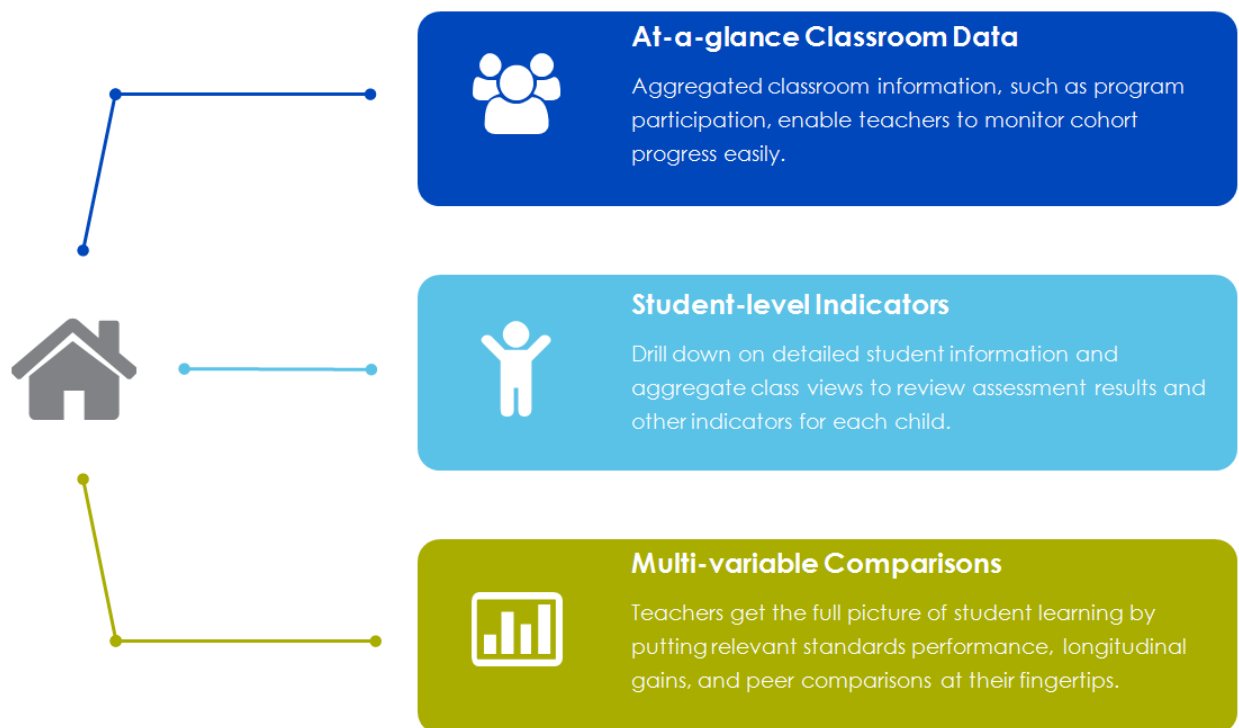 At-a-glance Classroom Data
Aggregated classroom information, such as program
participation, enable teachers to monitor cohort
progress easily.
Student-level Indicators
Drill down on detailed student information and
aggregate class views to review assessment results and
other indicators for each child.
Multi-variable Comparisons
Teachers get the full picture of student learning by
putting relevant standards performance, longitudinal
gains, and peer comparisons at their fingertips.